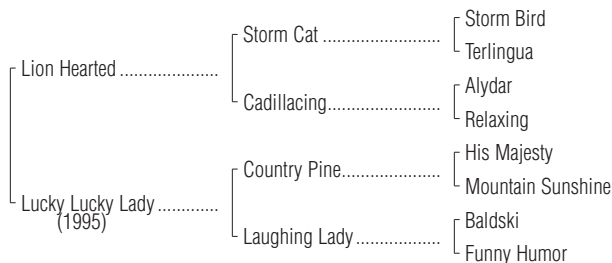 Storm Bird
Storm Cat ..........................
Terlingua
Lion Hearted ......................
Alydar
Cadillacing.........................
Relaxing
His Majesty
Country Pine......................
Mountain Sunshine
Lucky Lucky Lady .............
(1995)
Baldski
Laughing Lady ...................
Funny Humor